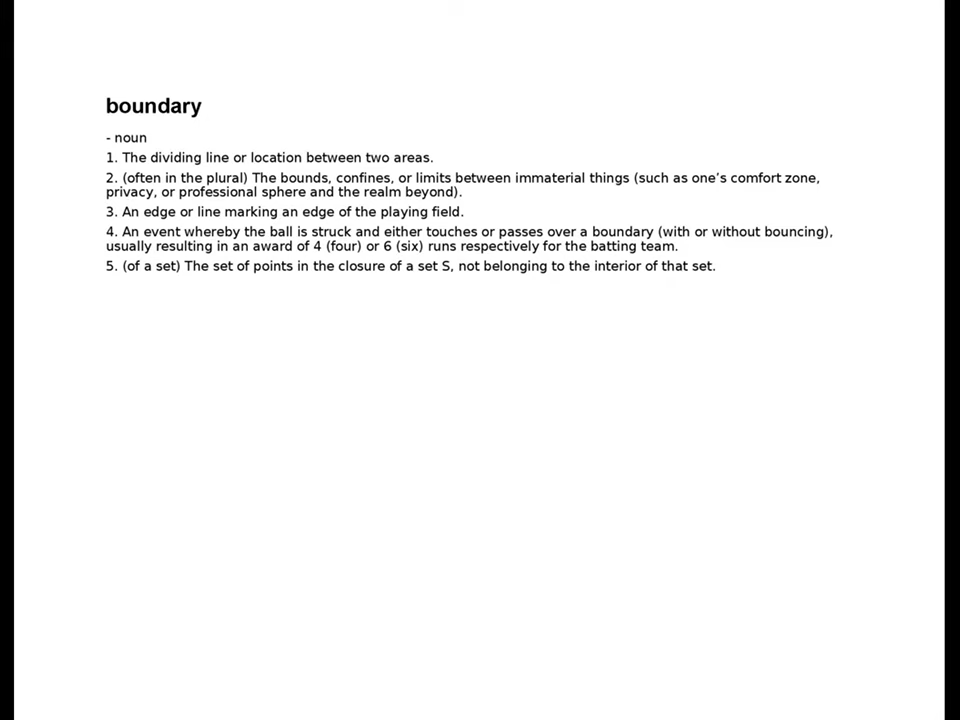 boundary
- noun
1. The dividing line or location between two areas.
2. (often in the plural) The bounds, confines, or limits between immaterial things (such as one’s comfort zone,
privacy, or professional sphere and the realm beyond).
3. An edge or line marking an edge of the playing field.
4. An event whereby the ball is struck and either touches or passes over a boundary (with or without bouncing),
usually resulting in an award of 4 (four) or 6 (six) runs respectively for the batting team.
5. (of a set) The set of points in the closure of a set S, not belonging to the interior of that set.